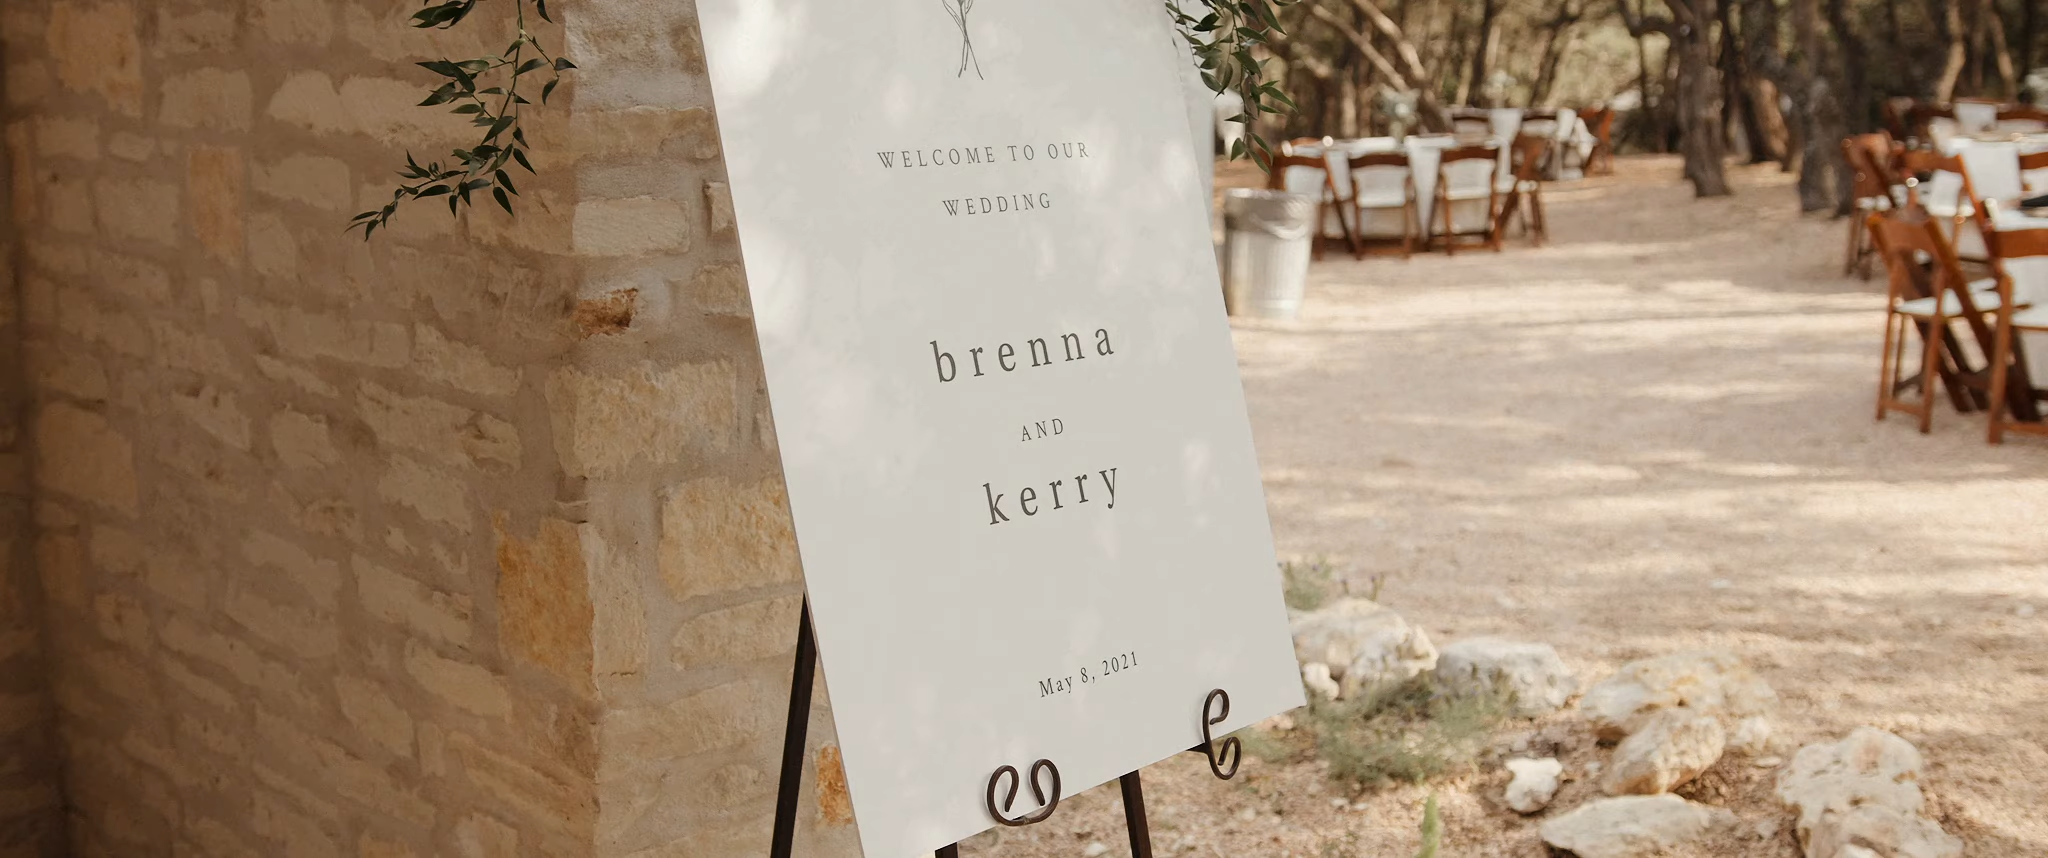 WELCOME TO OUR
WEDDING
brenna
AND
kerry
May 8, 2021